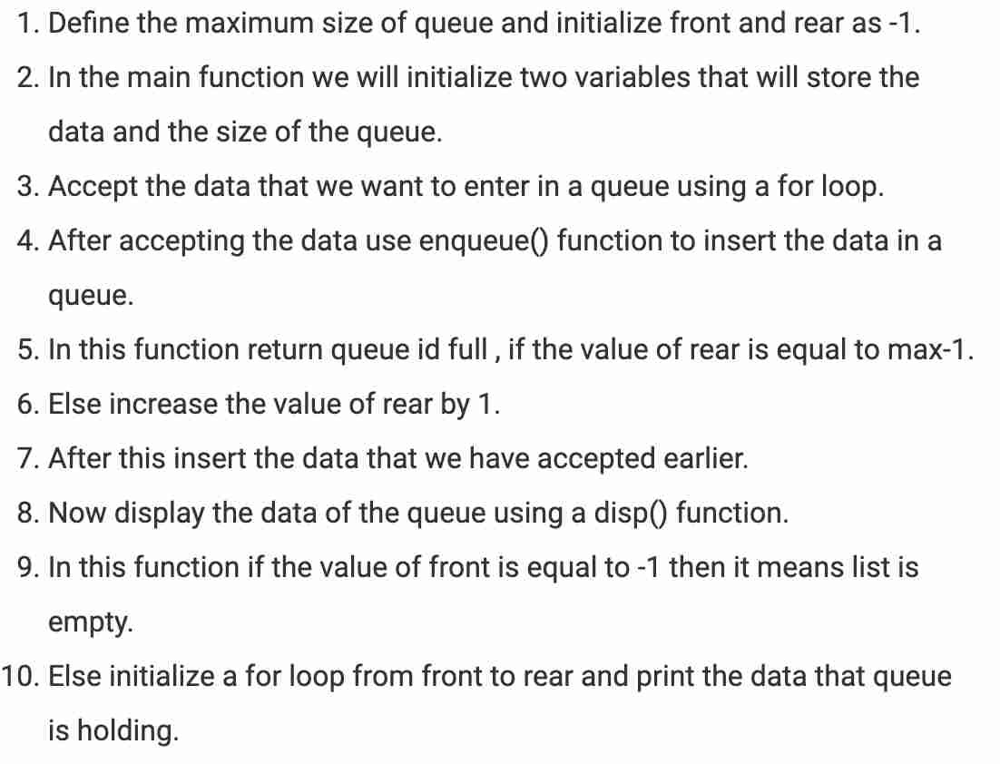 1. Define the maximum size of queue and initialize front and rear as -1.
2. In the main function we will initialize two variables that will store the
data and the size of the queue.
3. Accept the data that we want to enter in a queue using a for loop.
4. After accepting the data use enqueue() function to insert the data in a
queue.
5. In this function return queue id full , if the value of rear is equal to max-1.
6. Else increase the value of rear by 1.
7. After this insert the data that we have accepted earlier.
8. Now display the data of the queue using a disp() function.
9. In this function if the value of front is equal to -1 then it means list is
empty.
10. Else initialize a for loop from front to rear and print the data that queue
is holding.